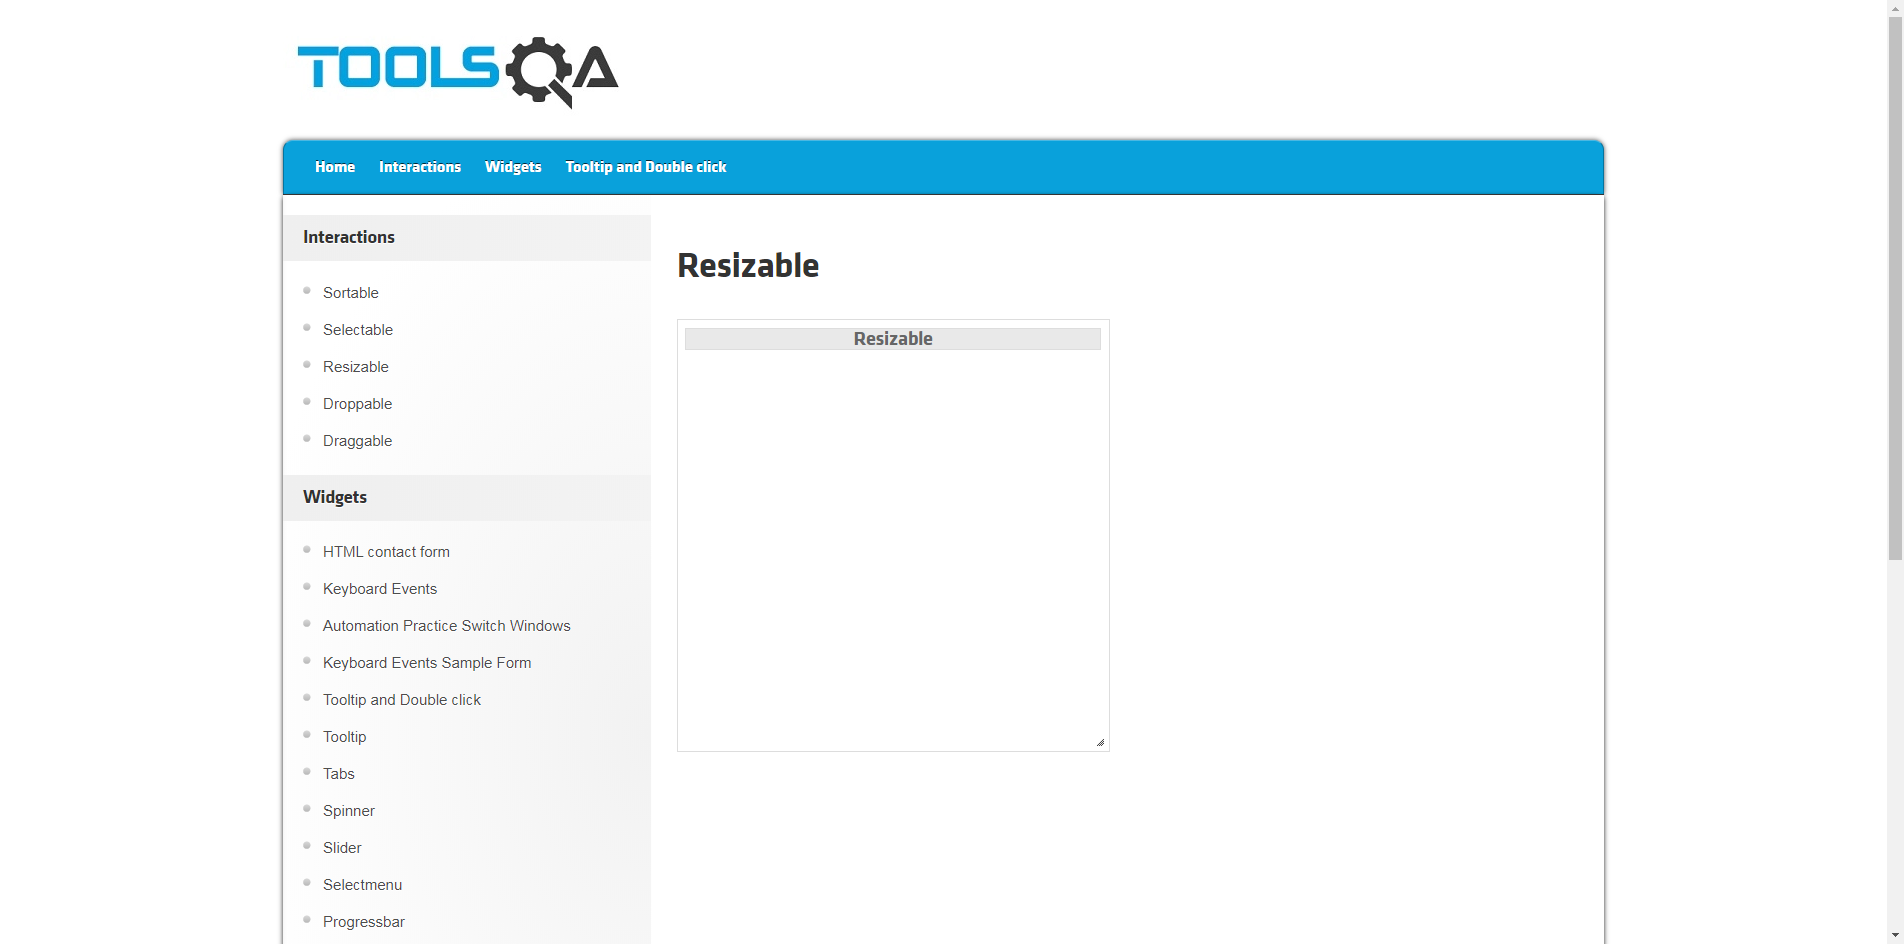 TOOLSQA
Home Interactions Widgets Tooltip and Double click
Interactions
Sortable
Selectable
Resizable
Droppable
Draggable
Widgets
HTML contact form
Keyboard Events
Automation Practice Switch Windows
Keyboard Events Sample Form
Tooltip and Double click
Tooltip
Tabs
Spinner
Slider
Selectmenu
Progressbar
Resizable
Resizable